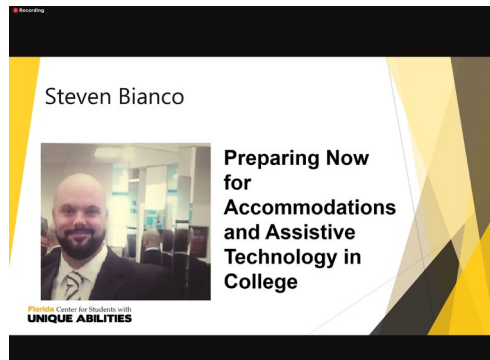 Recording
Steven Bianco
Preparing Now
for
Accommodations
and Assistive
Technology in
College
Florida Center for Students with
UNIQUE ABILITIES